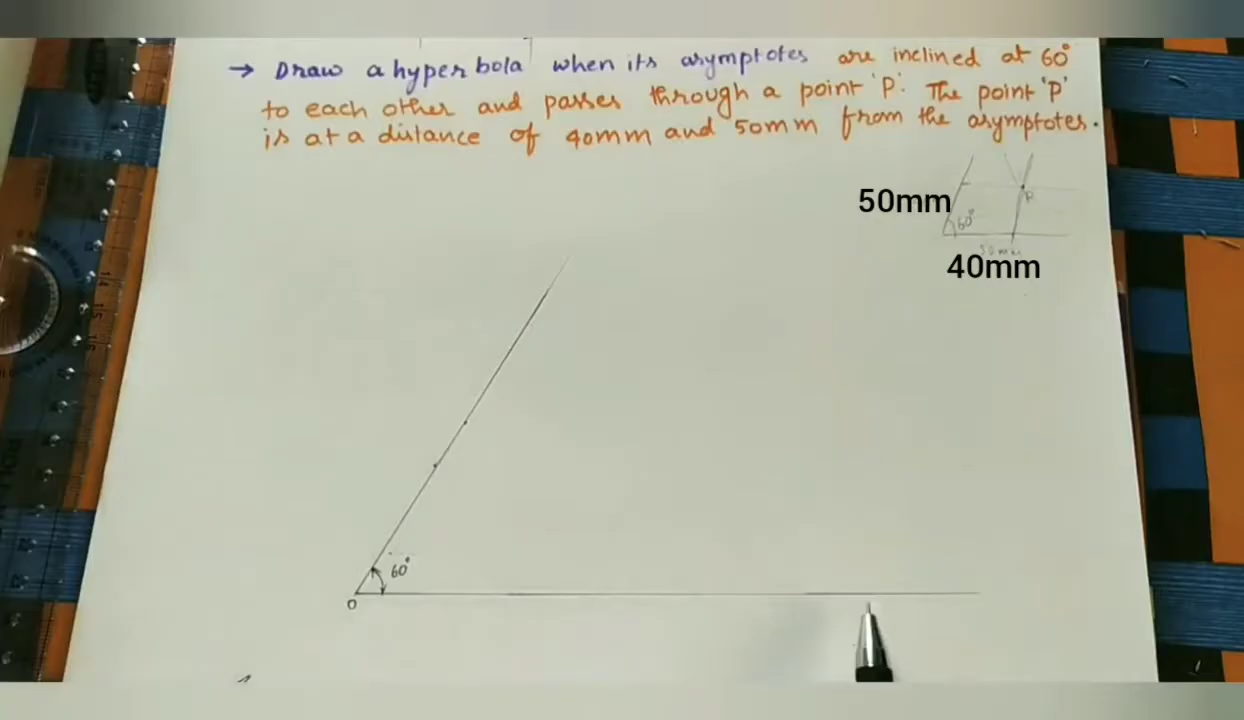 → Draw a hyperbola when its asymptotes are inclined at 60°
to each other and passes through a point 'P'. The point 'P'
is at a distance of 40mm and 50mm from the asymptotes.
50mm
P
60°
40mm
60°
O